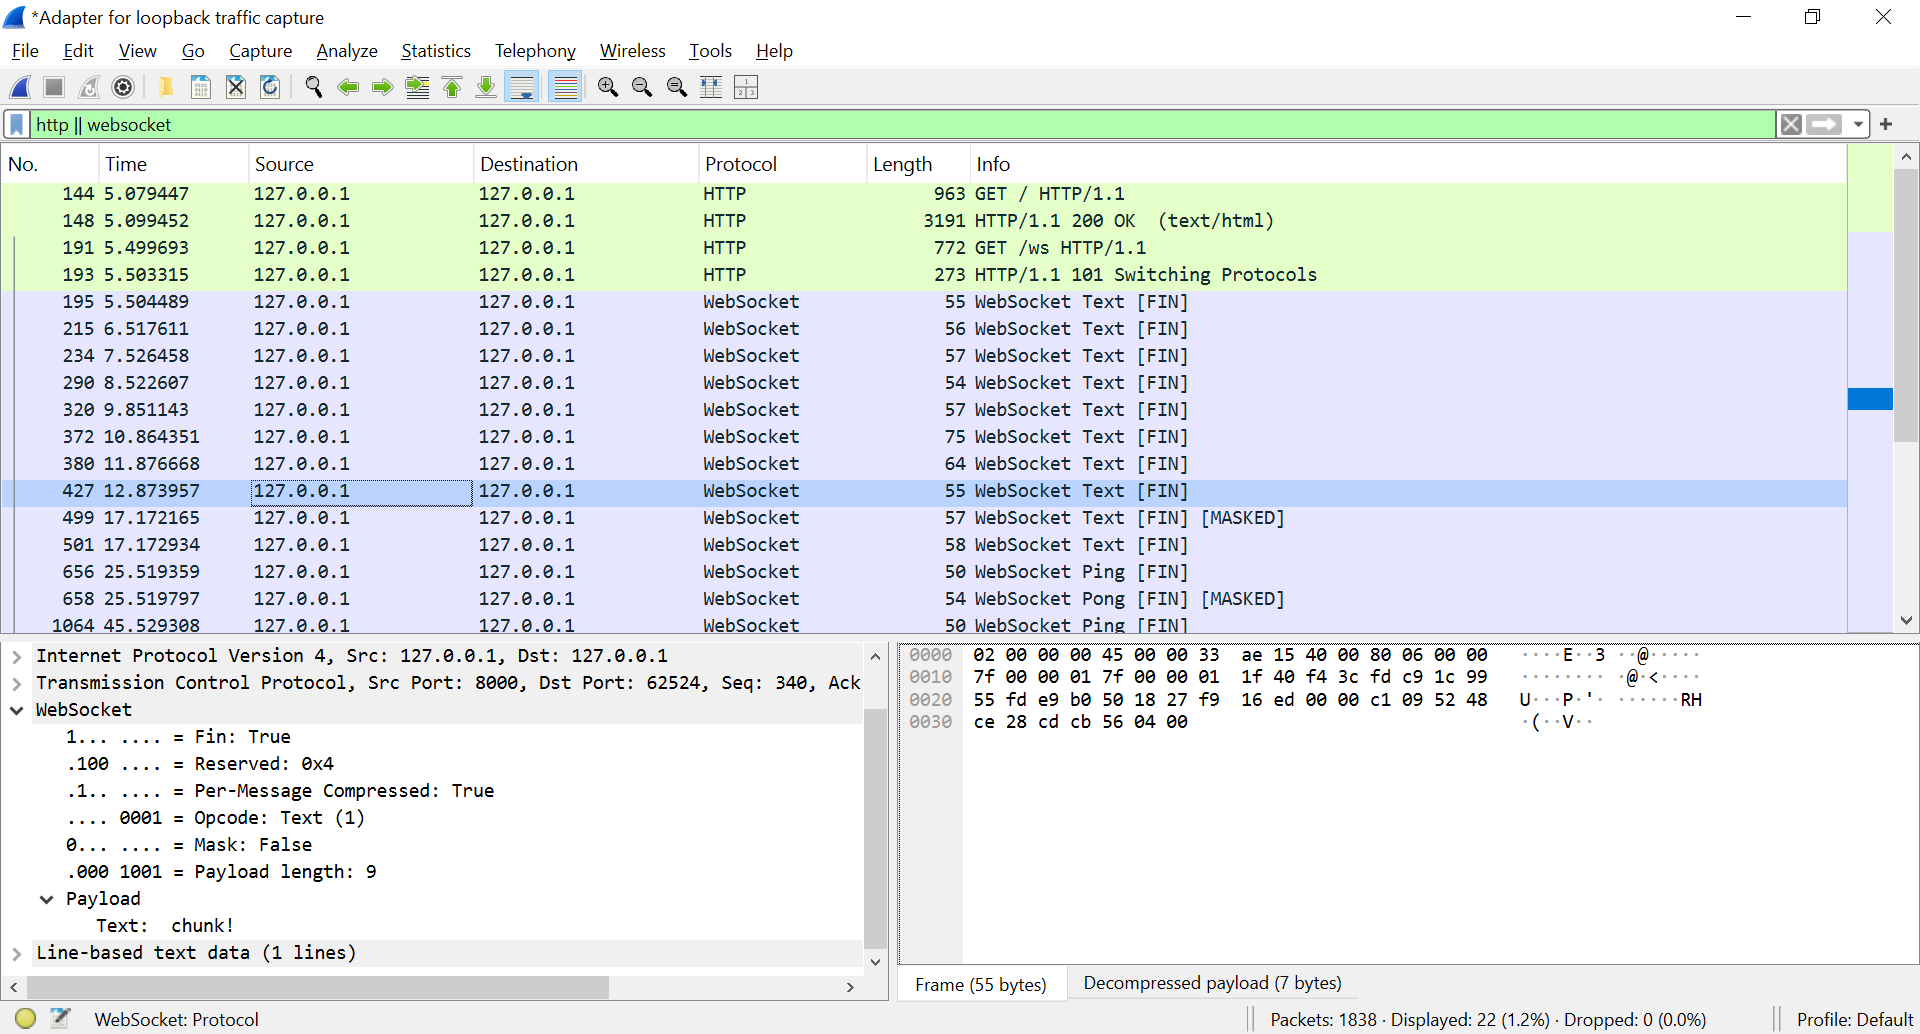 *Adapter for loopback traffic capture
File Edit View Go Capture Analyze Statistics Telephony Wireless Tools Help
http || websocket
No. Time Source Destination Protocol Length Info
144 5.079447 127.0.0.1 127.0.0.1 HTTP 963 GET / HTTP/1.1
148 5.099452 127.0.0.1 127.0.0.1 HTTP 3191 HTTP/1.1 200 OK (text/html)
191 5.499693 127.0.0.1 127.0.0.1 HTTP 772 GET /ws HTTP/1.1
193 5.503315 127.0.0.1 127.0.0.1 HTTP 273 HTTP/1.1 101 Switching Protocols
195 5.504489 127.0.0.1 127.0.0.1 WebSocket 55 WebSocket Text [FIN]
215 6.517611 127.0.0.1 127.0.0.1 WebSocket 56 WebSocket Text [FIN]
234 7.526458 127.0.0.1 127.0.0.1 WebSocket 57 WebSocket Text [FIN]
290 8.522607 127.0.0.1 127.0.0.1 WebSocket 54 WebSocket Text [FIN]
320 9.851143 127.0.0.1 127.0.0.1 WebSocket 57 WebSocket Text [FIN]
372 10.864351 127.0.0.1 127.0.0.1 WebSocket 75 WebSocket Text [FIN]
380 11.876668 127.0.0.1 127.0.0.1 WebSocket 64 WebSocket Text [FIN]
427 12.873957 127.0.0.1 127.0.0.1 WebSocket 55 WebSocket Text [FIN]
499 17.172165 127.0.0.1 127.0.0.1 WebSocket 57 WebSocket Text [FIN] [MASKED]
501 17.172934 127.0.0.1 127.0.0.1 WebSocket 58 WebSocket Text [FIN]
656 25.519359 127.0.0.1 127.0.0.1 WebSocket 50 WebSocket Ping [FIN]
658 25.519797 127.0.0.1 127.0.0.1 WebSocket 54 WebSocket Pong [FIN] [MASKED]
1064 45.529308 127.0.0.1 127.0.0.1 WebSocket 50 WebSocket Ping [FIN]
Internet Protocol Version 4, Src: 127.0.0.1, Dst: 127.0.0.1
Transmission Control Protocol, Src Port: 8000, Dst Port: 62524, Seq: 340, Ack
WebSocket
1... .... = Fin: True
.100 .... = Reserved: 0x4
.1.. .... = Per-Message Compressed: True
.... 0001 = Opcode: Text (1)
0... .... = Mask: False
.000 1001 = Payload length: 9
Payload
Text:  chunk!
Line-based text data (1 lines)
0000 02 00 00 00 45 00 00 33 ae 15 40 00 80 06 00 00 ····E··3 ··@·····
0010 7f 00 00 01 7f 00 00 01 1f 40 f4 3c fd c9 1c 99 ········ ·@·<····
0020 55 fd e9 b0 50 18 27 f9 16 ed 00 00 c1 09 52 48 U···P·'· ······RH
0030 ce 28 cd cb 56 04 00 ·(··V··
Frame (55 bytes) Decompressed payload (7 bytes)
WebSocket: Protocol Packets: 1838 · Displayed: 22 (1.2%) · Dropped: 0 (0.0%) Profile: Default